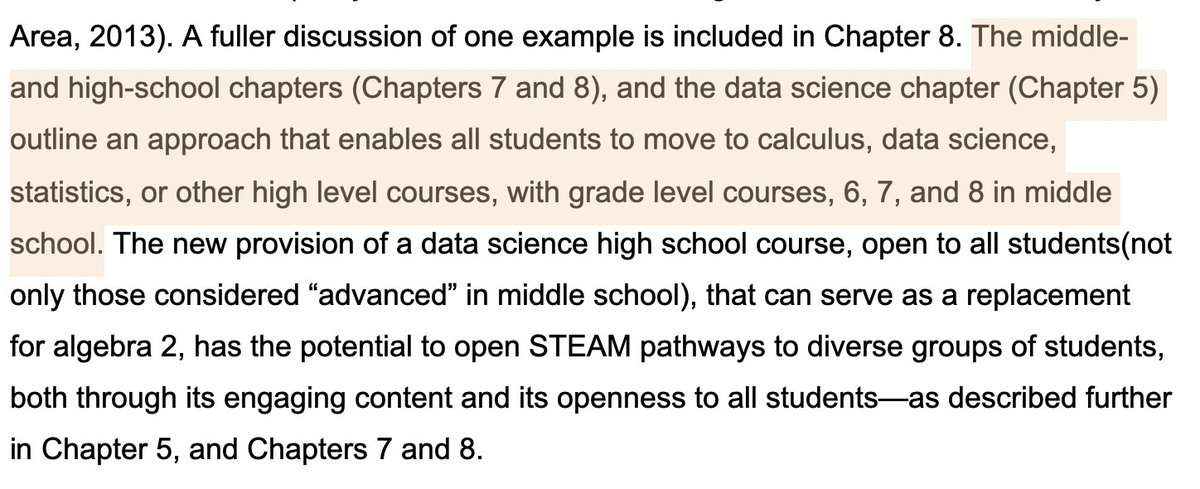 Area, 2013). A fuller discussion of one example is included in Chapter 8. The middle-
and high-school chapters (Chapters 7 and 8), and the data science chapter (Chapter 5)
outline an approach that enables all students to move to calculus, data science,
statistics, or other high level courses, with grade level courses, 6, 7, and 8 in middle
school. The new provision of a data science high school course, open to all students(not
only those considered “advanced” in middle school), that can serve as a replacement
for algebra 2, has the potential to open STEAM pathways to diverse groups of students,
both through its engaging content and its openness to all students—as described further
in Chapter 5, and Chapters 7 and 8.